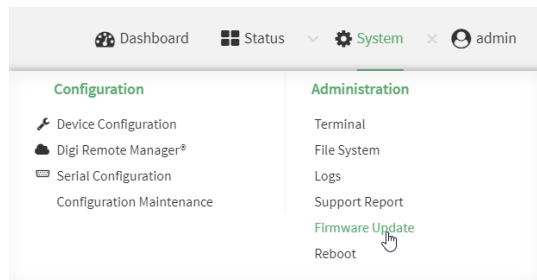 Dashboard Status System admin
Configuration
Device Configuration
Digi Remote Manager®
Serial Configuration
Configuration Maintenance
Administration
Terminal
File System
Logs
Support Report
Firmware Update
Reboot